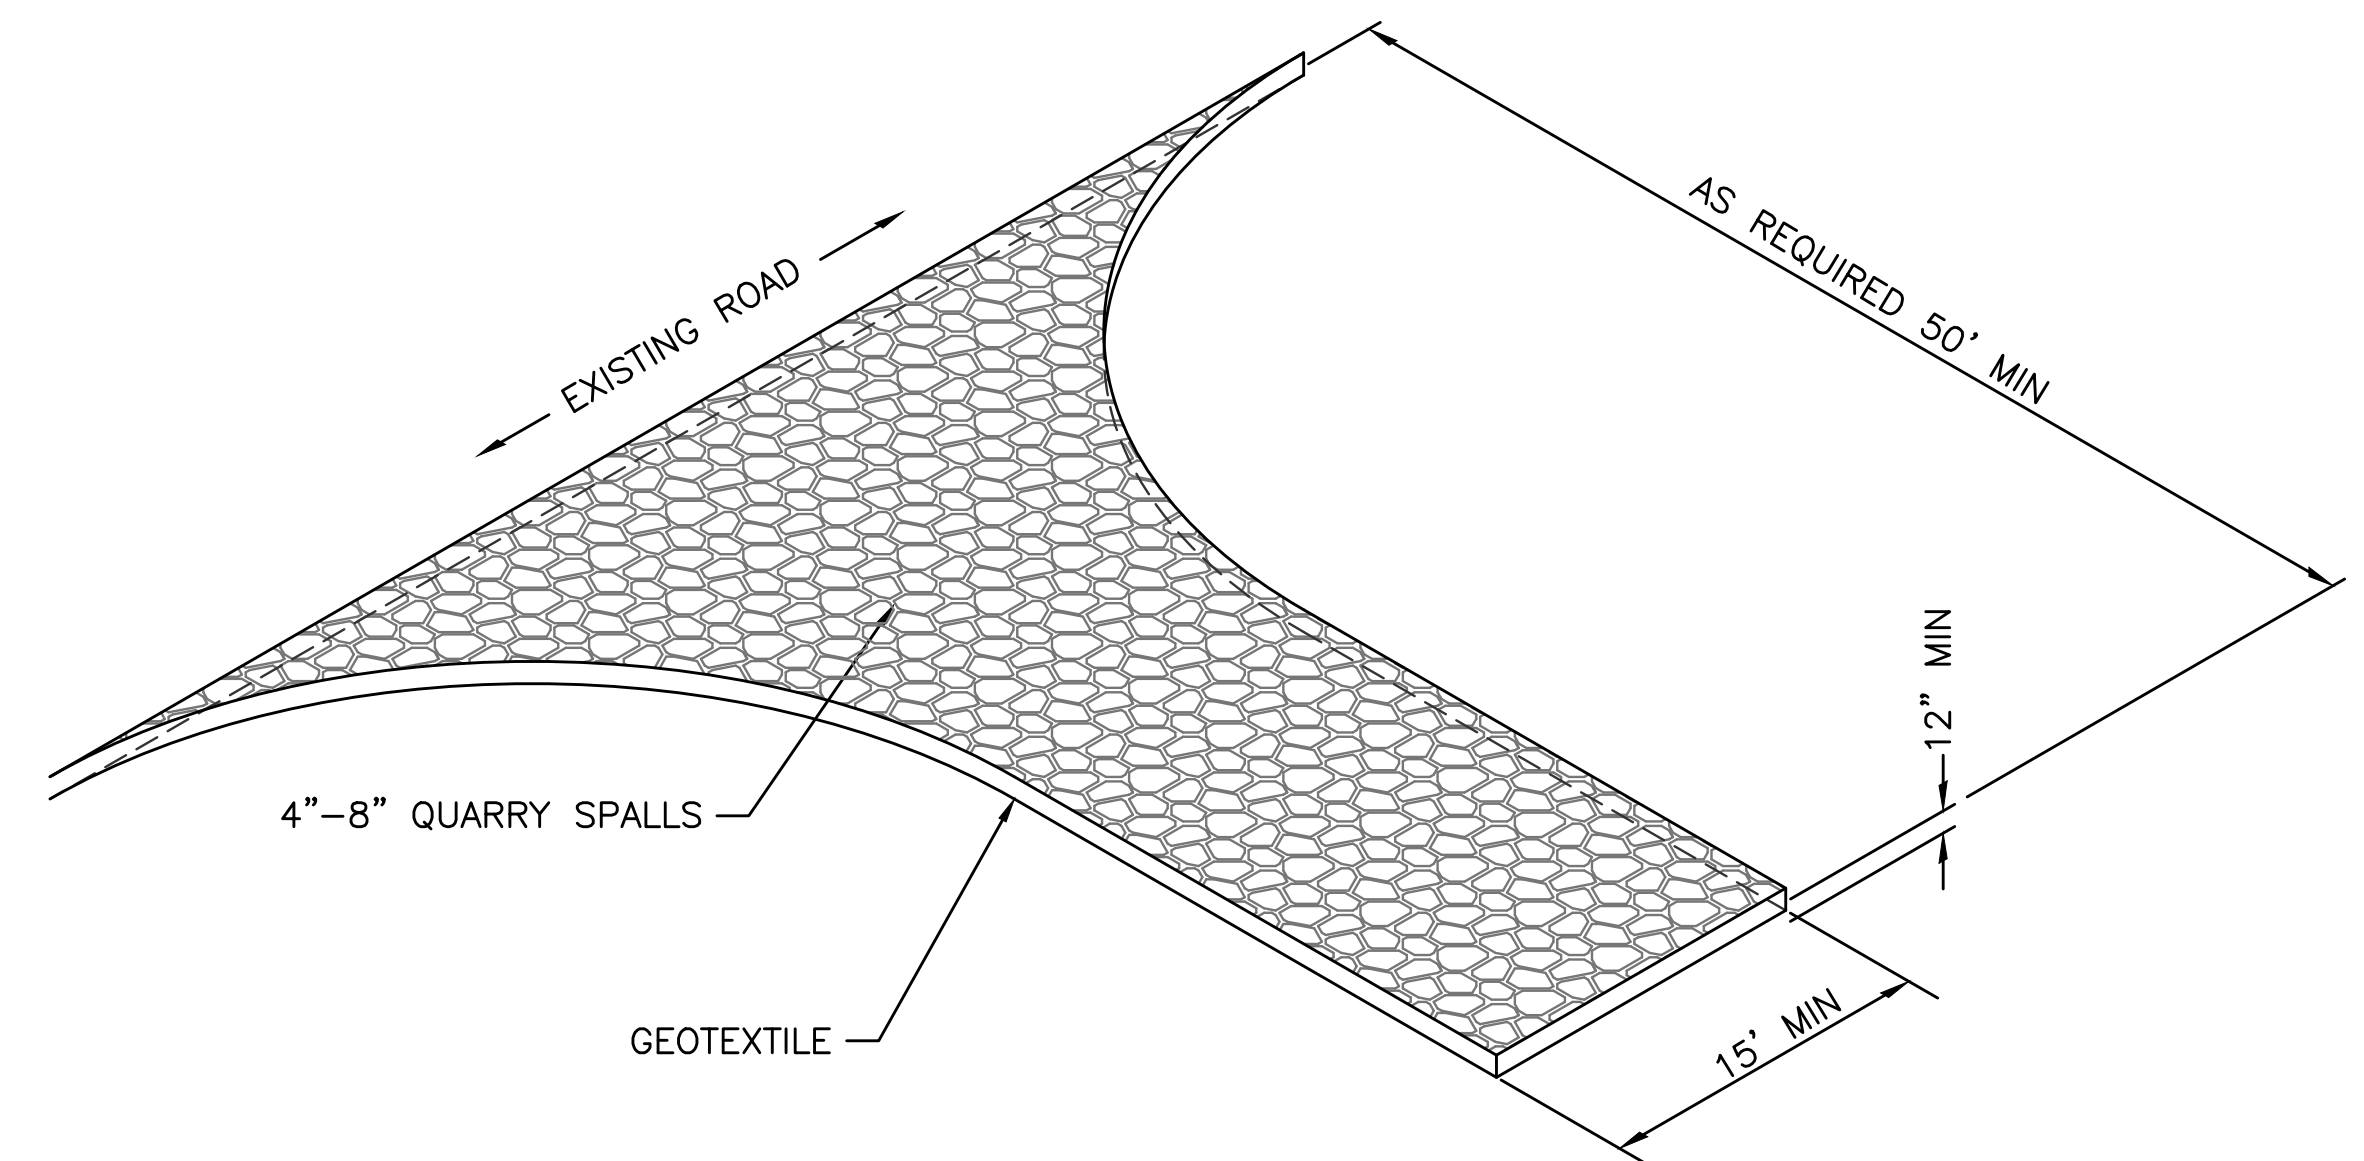 AS REQUIRED 50’ MIN
EXISTING ROAD
12” MIN
4”-8” QUARRY SPALLS
GEOTEXTILE
15’ MIN